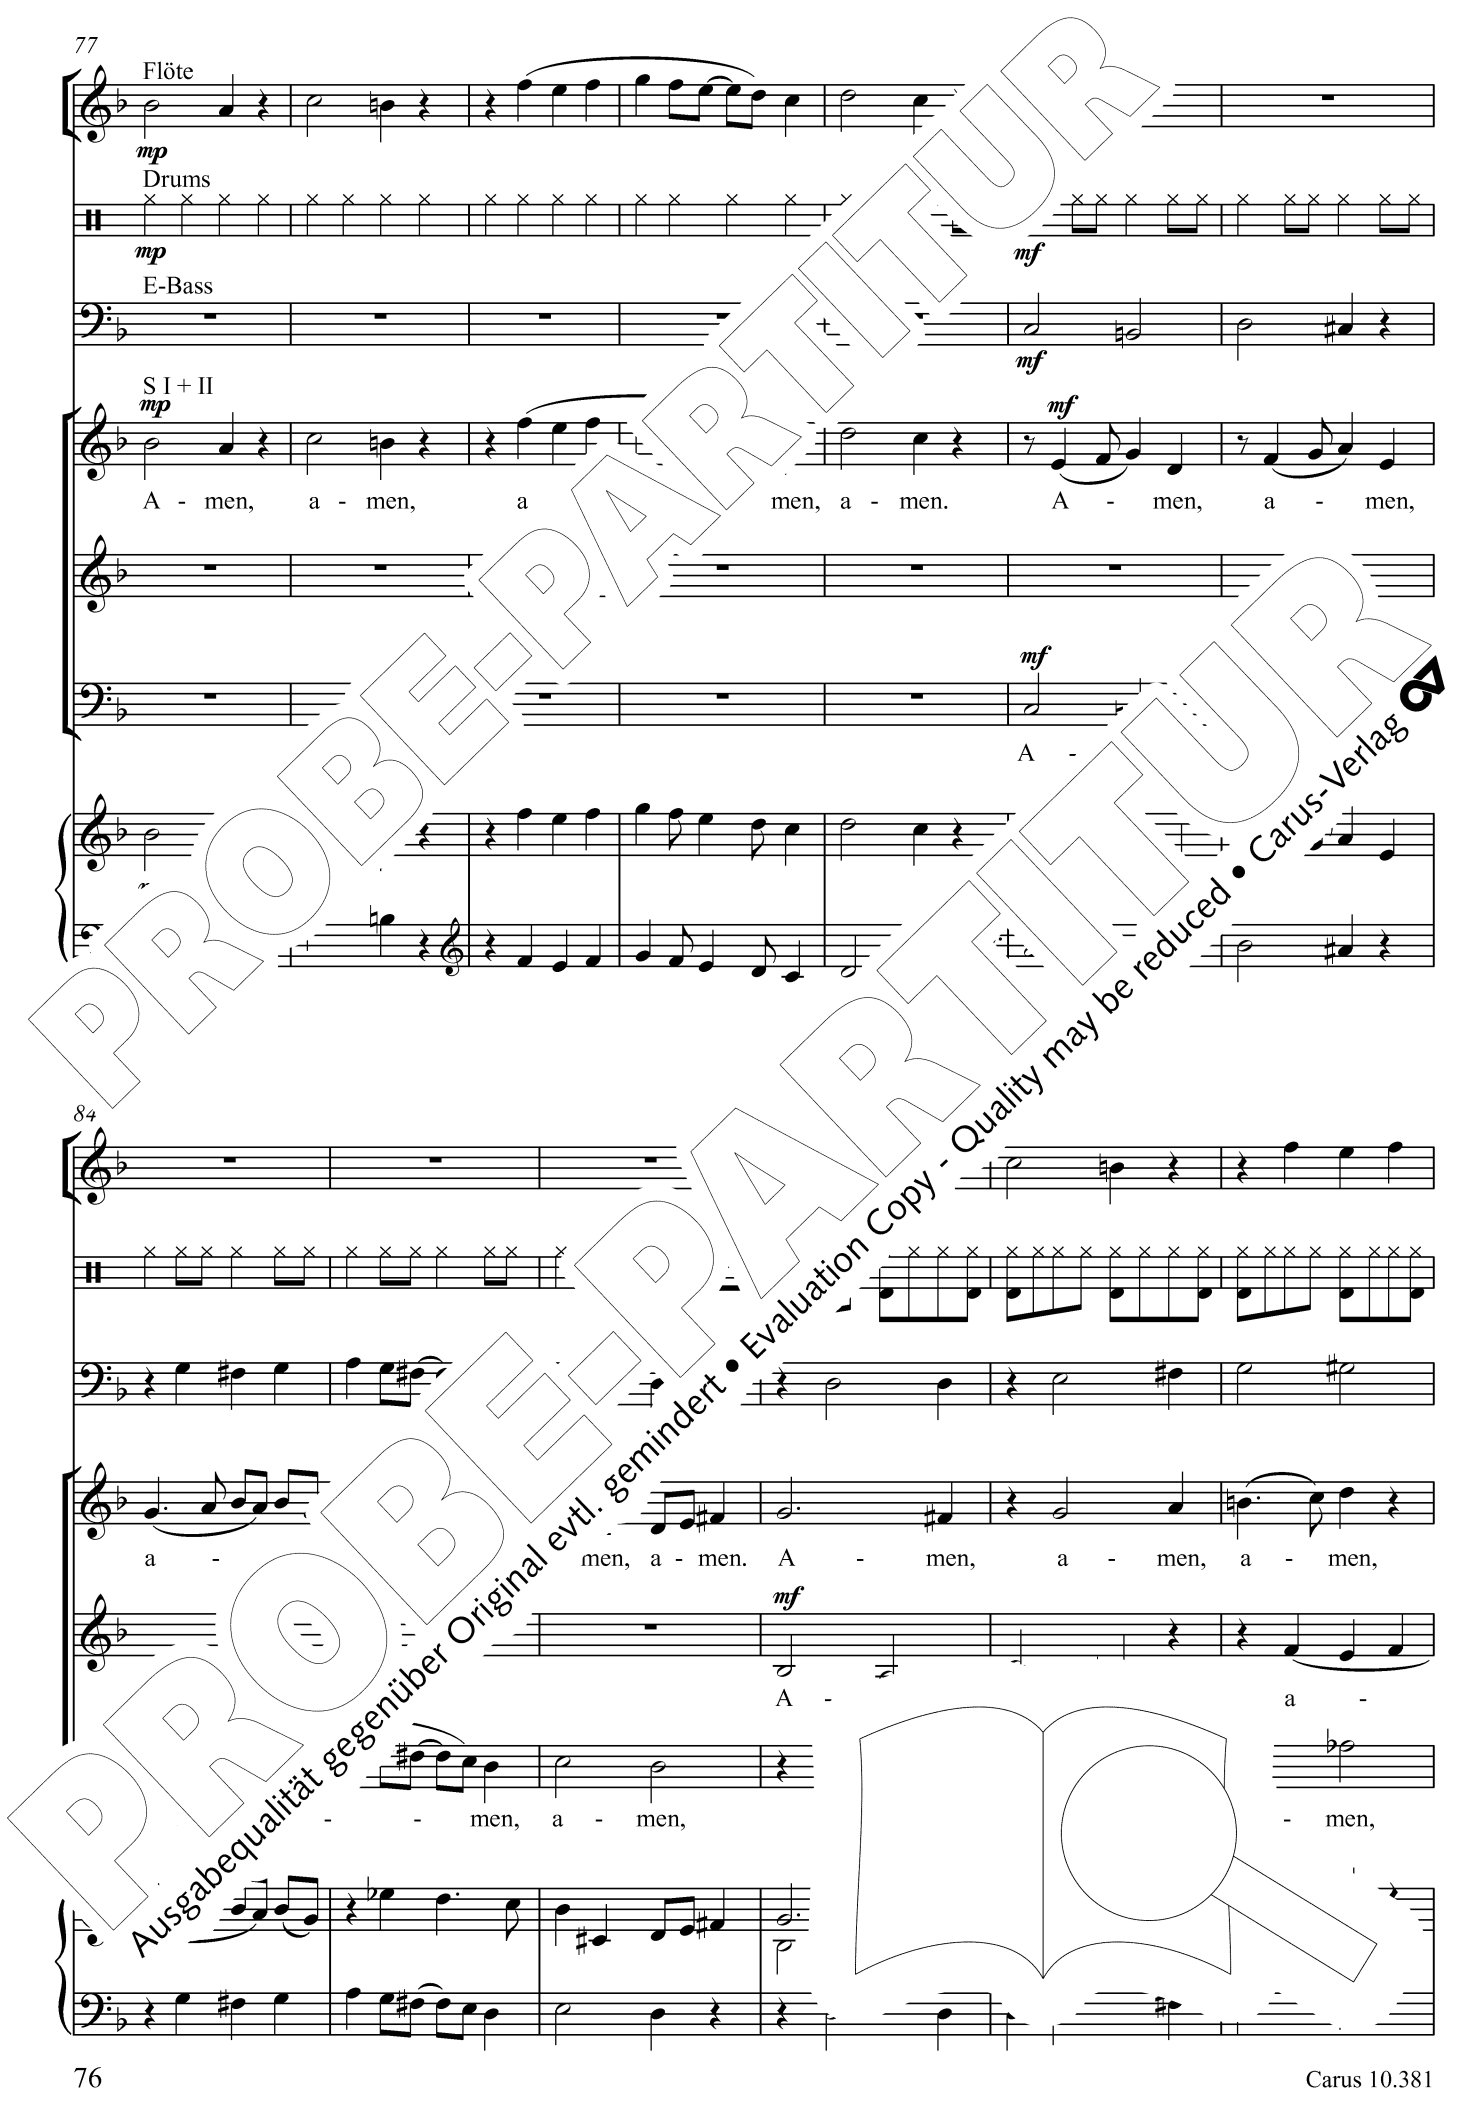 77
Flöte
mp
Drums
mp
mf
E-Bass
mf
S I + II
mp
mf
A - men, a - men, a men, a - men. A - men, a - men,
mf
A -
84
a - men, a - men. A - men, a - men, a - men,
mf
A - a -
- - men, a - men, - men,
PROBE-PARTITUR
PROBE-PARTITUR
Ausgabequalität gegenüber Original evtl. gemindert • Evaluation Copy - Quality may be reduced • Carus-Verlag
76
Carus 10.381